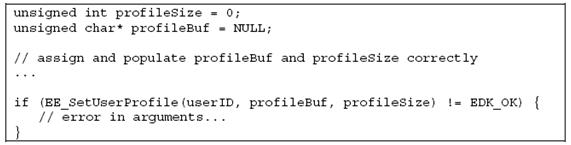 unsigned int profileSize = 0;
unsigned char* profileBuf = NULL;
// assign and populate profileBuf and profileSize correctly
...
if (EE_SetUserProfile(userID, profileBuf, profileSize) != EDK_OK) {
// error in arguments...
}